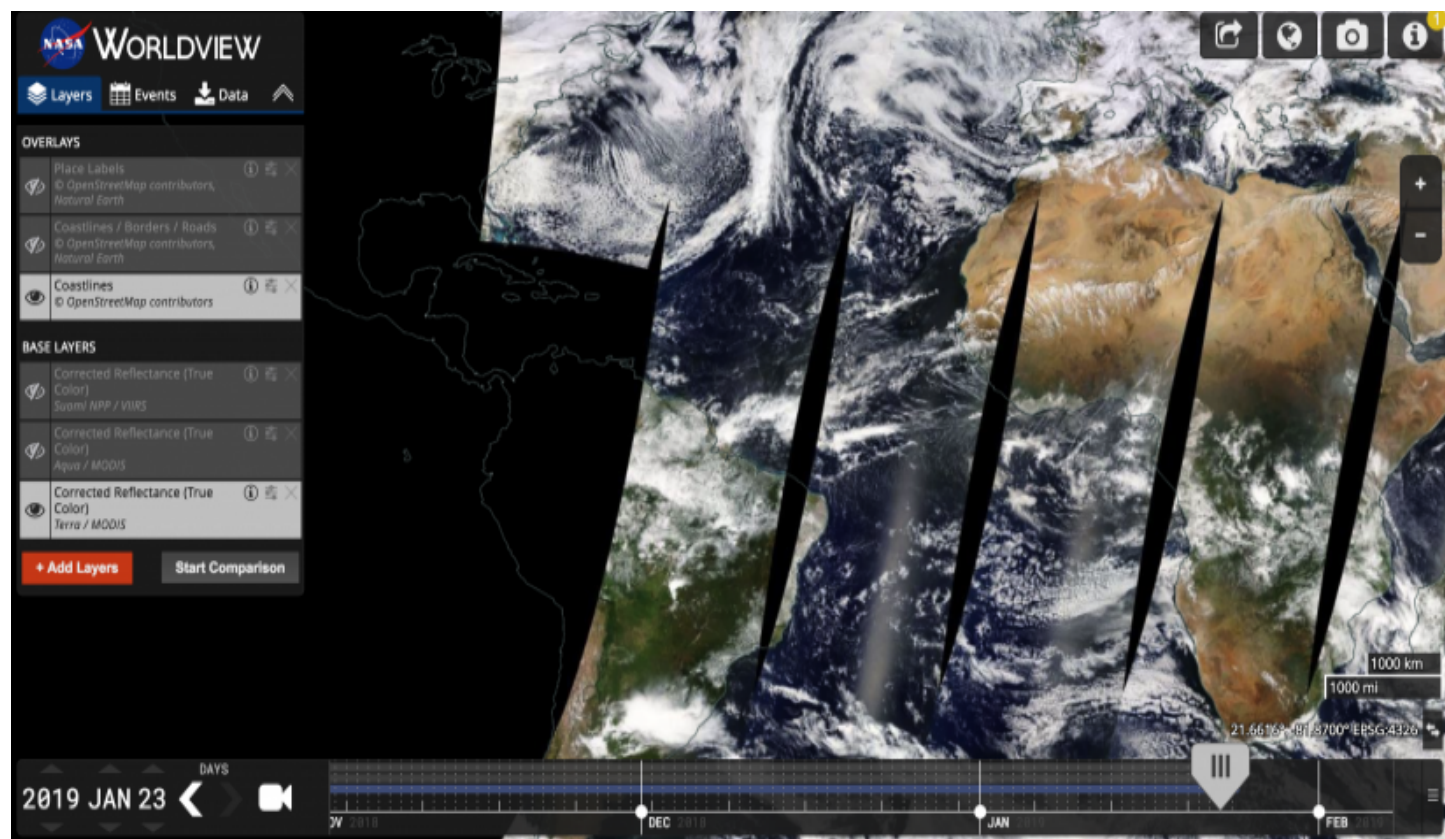 NASA WORLDVIEW
1
Layers Events Data
OVERLAYS
Place Labels
© OpenStreetMap contributors,
Natural Earth
Coastlines / Borders / Roads
© OpenStreetMap contributors,
Natural Earth
Coastlines
© OpenStreetMap contributors
BASE LAYERS
Corrected Reflectance (True
Color)
Suomi NPP / VIIRS
Corrected Reflectance (True
Color)
Aqua / MODIS
Corrected Reflectance (True
Color)
Terra / MODIS
+ Add Layers Start Comparison
1000 km
1000 mi
EPSG:4326
DAYS
2019 JAN 23
2018 DEC 2018 JAN FEB